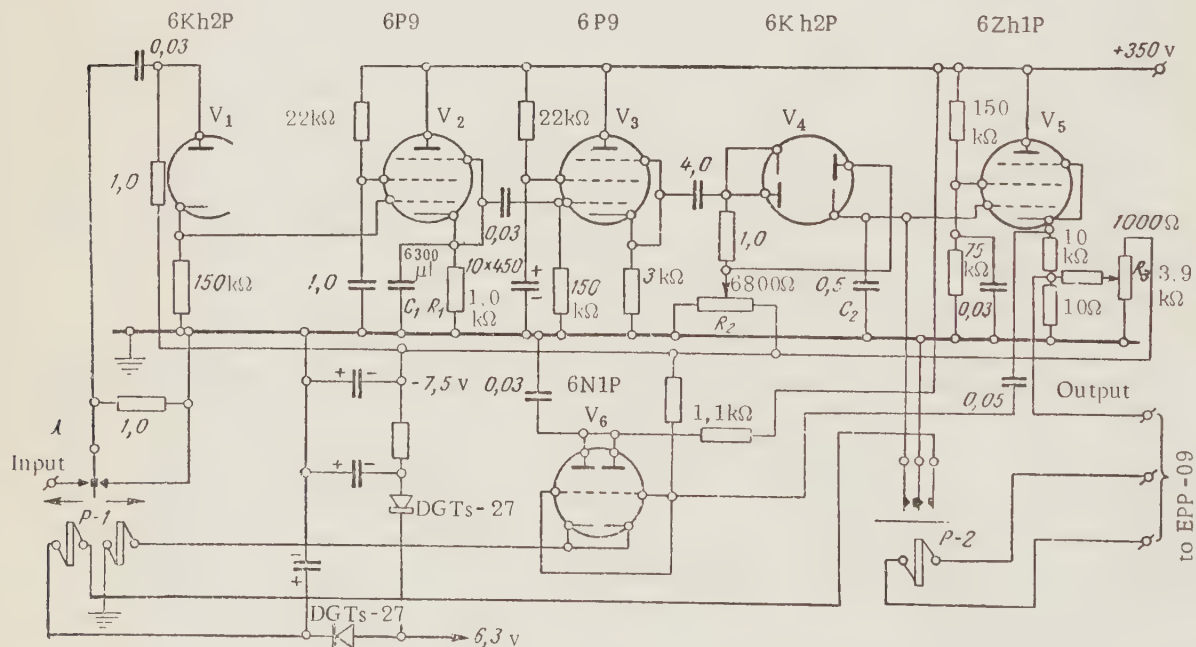 6Kh2P 6P9 6P9 6Kh2P 6Zh1P
0,03
+350 v
V1
22kΩ
V2
22kΩ
V3
V4
150 kΩ
V5
1,0
4,0
0,03
1,0
1000Ω
150kΩ
1,0
6300 μf
C1
R1
1,0 kΩ
10×450
+
-
150 kΩ
3 kΩ
6800Ω
R2
0,5
C2
75 kΩ
0,03
10 kΩ
10Ω
R3
3.9 kΩ
+ -
-7,5 v
0,03
6N1P
V6
1,1kΩ
0,05
Output
1,0
λ
Input
+ -
DGTs-27
P-1
P-2
to EPP-09
-
+
DGTs-27
6,3 v